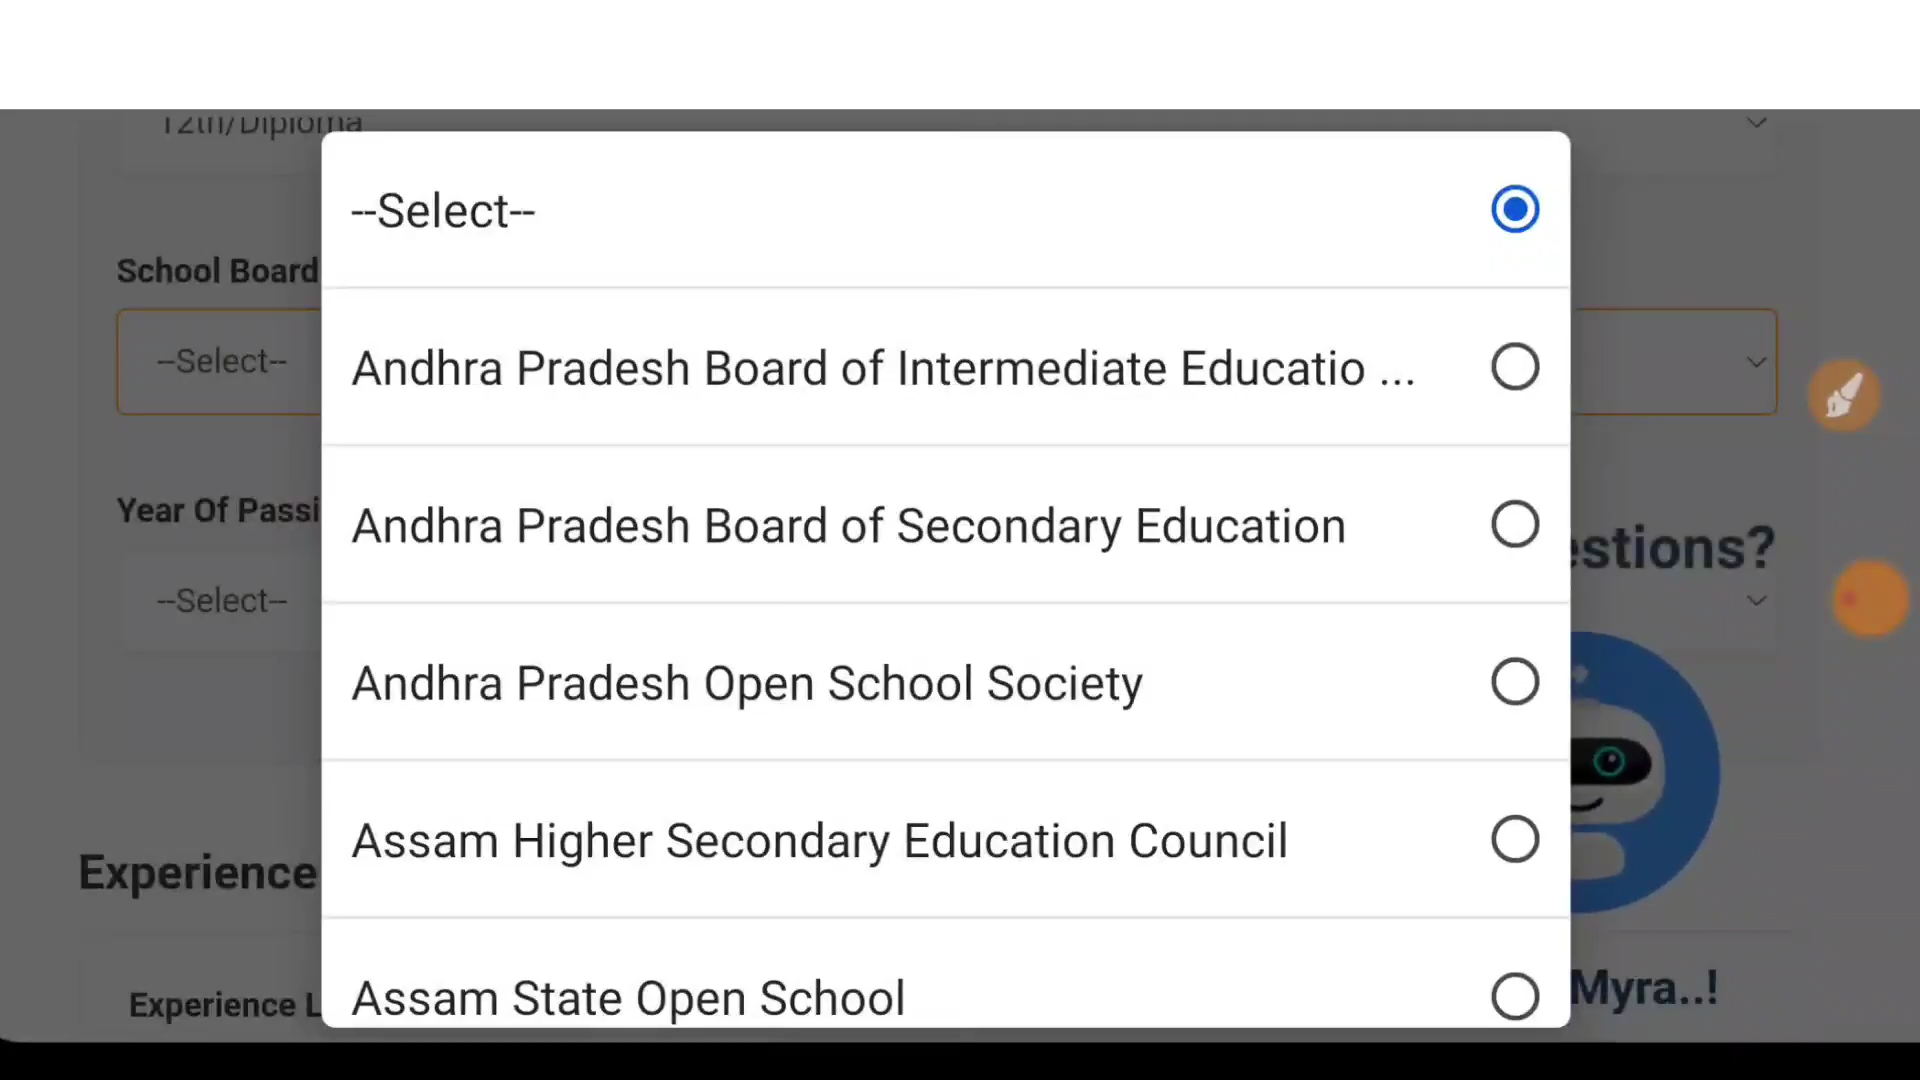 12th/Diploma
--Select--
School Board
--Select--
Andhra Pradesh Board of Intermediate Educatio ...
Year Of Passi
Andhra Pradesh Board of Secondary Education
estions?
--Select--
Andhra Pradesh Open School Society
Assam Higher Secondary Education Council
Experience
Assam State Open School
Experience L
Myra..!